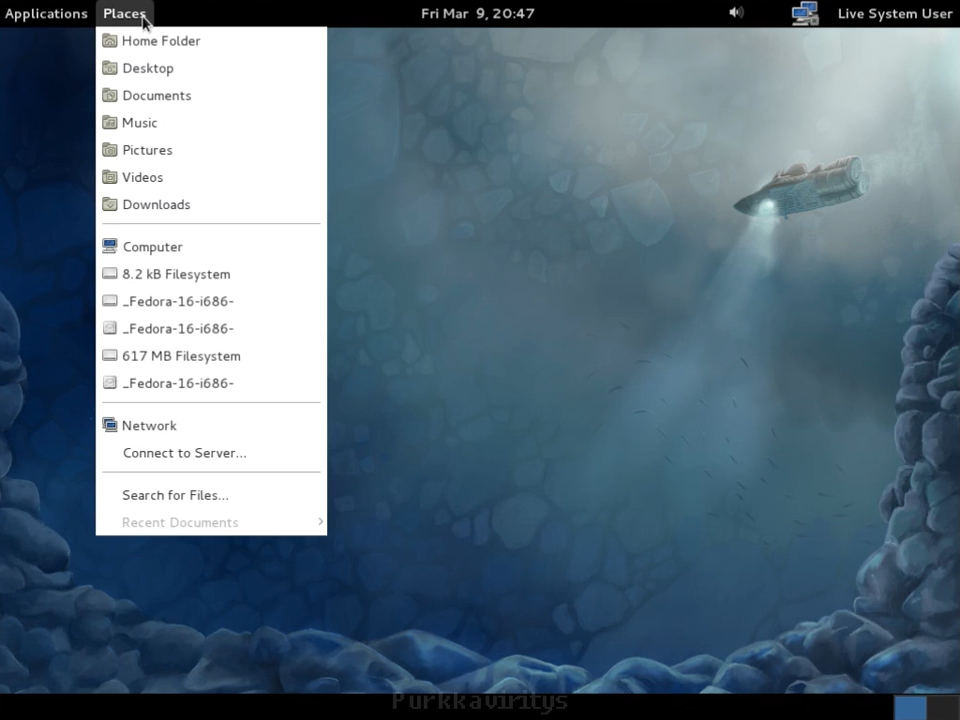 Applications Places Fri Mar 9, 20:47 Live System User
Home Folder
Desktop
Documents
Music
Pictures
Videos
Downloads
Computer
8.2 kB Filesystem
_Fedora-16-i686-
_Fedora-16-i686-
617 MB Filesystem
_Fedora-16-i686-
Network
Connect to Server...
Search for Files...
Recent Documents
Purkkaviritys